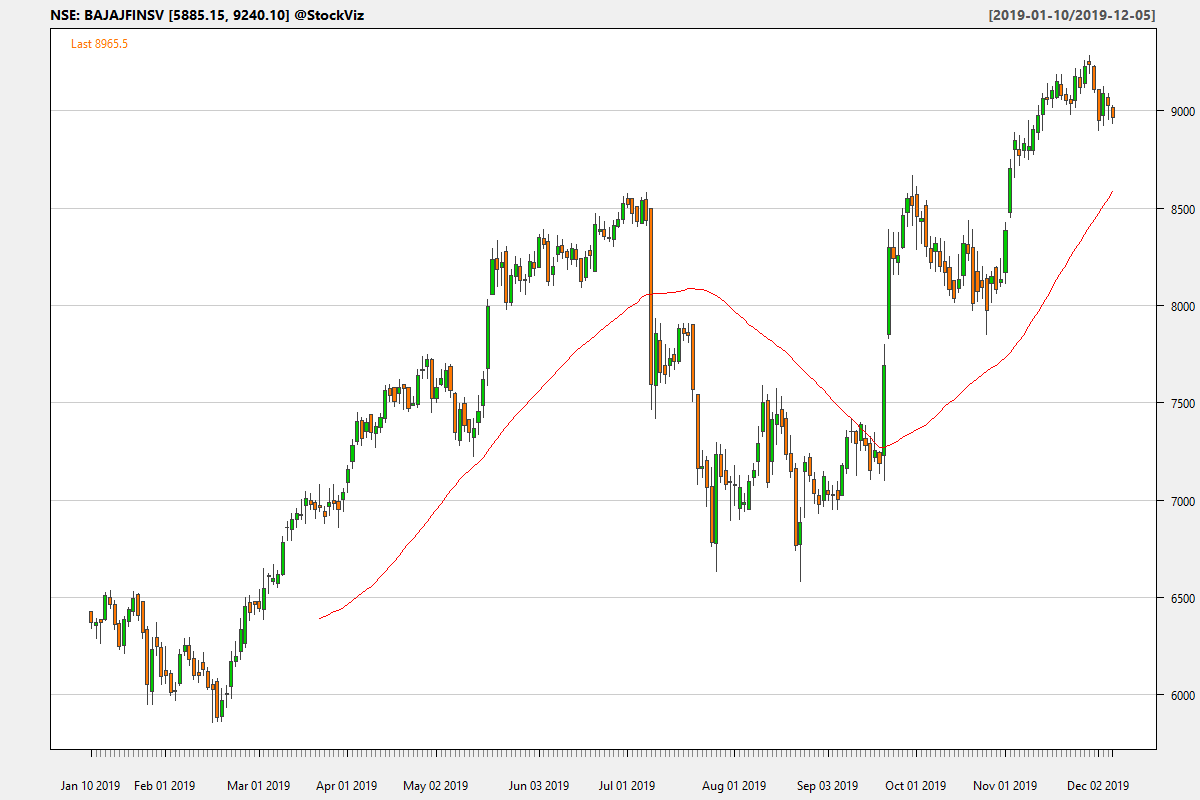 NSE: BAJAJFINSV [5885.15, 9240.10] @StockViz
[2019-01-10/2019-12-05]
Last 8965.5
9000
8500
8000
7500
7000
6500
6000
Jan 10 2019
Feb 01 2019
Mar 01 2019
Apr 01 2019
May 02 2019
Jun 03 2019
Jul 01 2019
Aug 01 2019
Sep 03 2019
Oct 01 2019
Nov 01 2019
Dec 02 2019